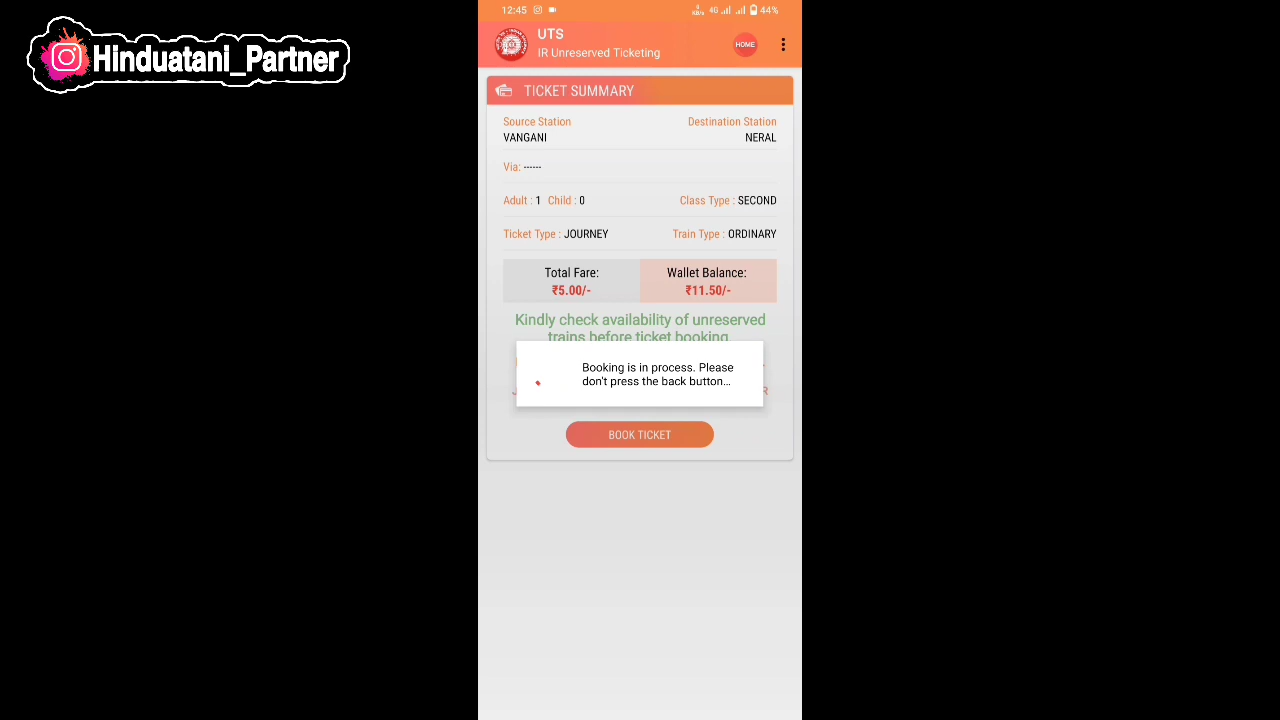 Hinduatani_Partner
12:45
4G
44%
UTS
IR Unreserved Ticketing
HOME
TICKET SUMMARY
Source Station
Destination Station
VANGANI
NERAL
Via: ------
Adult : 1 Child : 0
Class Type : SECOND
Ticket Type : JOURNEY
Train Type : ORDINARY
Total Fare:
Wallet Balance:
₹5.00/-
₹11.50/-
Kindly check availability of unreserved
trains before ticket booking
Booking is in process. Please
don't press the back button...
BOOK TICKET